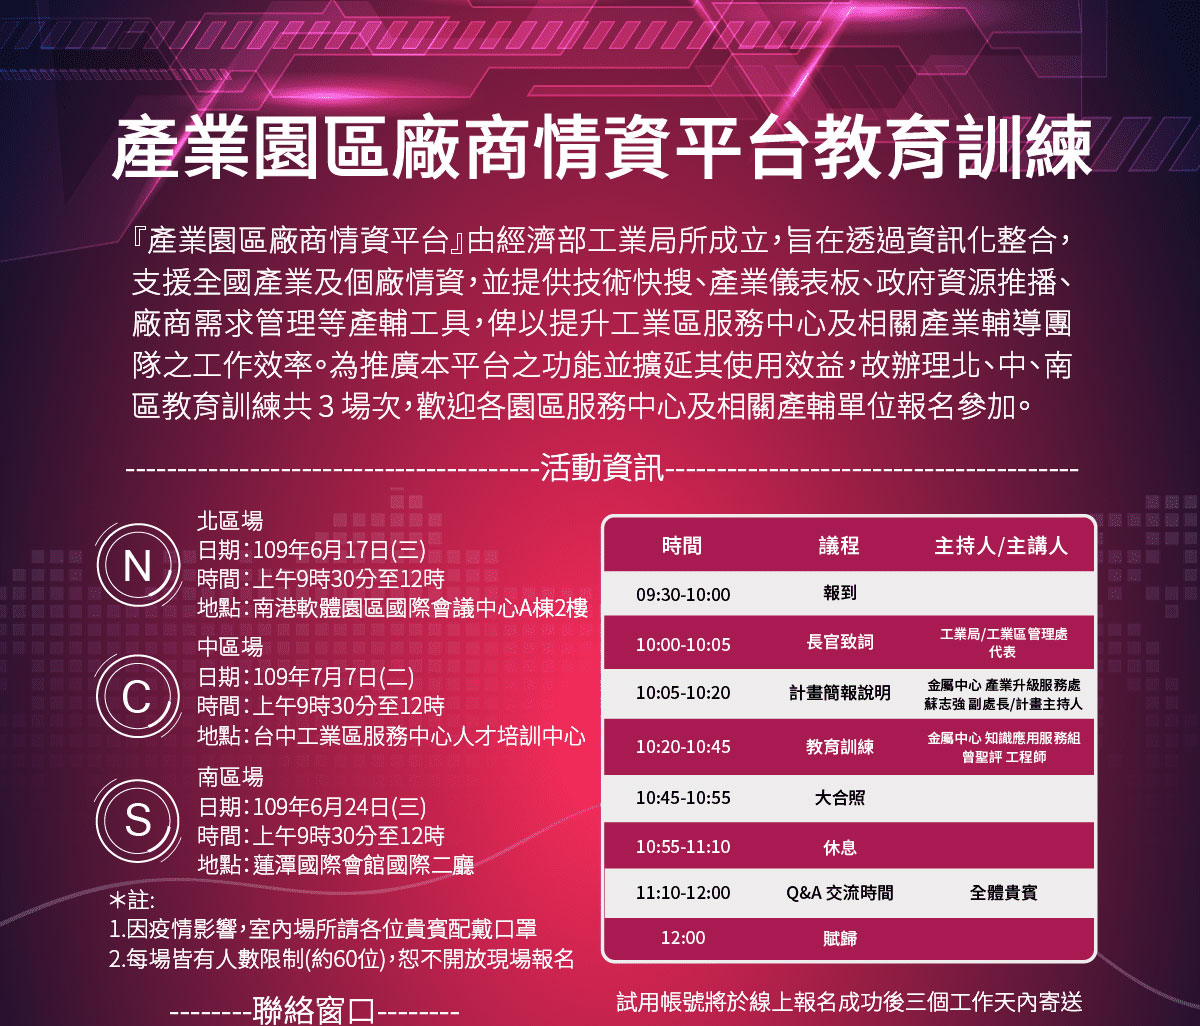 產業園區廠商情資平台教育訓練
『產業園區廠商情資平台』由經濟部工業局所成立，旨在透過資訊化整合，
支援全國產業及個廠情資，並提供技術快搜、產業儀表板、政府資源推播、
廠商需求管理等產輔工具，俾以提升工業區服務中心及相關產業輔導團
隊之工作效率。為推廣本平台之功能並擴延其使用效益，故辦理北、中、南
區教育訓練共 3 場次，歡迎各園區服務中心及相關產輔單位報名參加。
----------------------------------------活動資訊----------------------------------------
N
北區場
日期：109年6月17日(三)
時間：上午9時30分至12時
地點：南港軟體園區國際會議中心A棟2樓
C
中區場
日期：109年7月7日(二)
時間：上午9時30分至12時
地點：台中工業區服務中心人才培訓中心
S
南區場
日期：109年6月24日(三)
時間：上午9時30分至12時
地點：蓮潭國際會館國際二廳
＊註:
1.因疫情影響，室內場所請各位貴賓配戴口罩
2.每場皆有人數限制(約60位)，恕不開放現場報名
--------聯絡窗口--------
時間 議程 主持人/主講人
09:30-10:00 報到
10:00-10:05 長官致詞 工業局/工業區管理處
代表
10:05-10:20 計畫簡報說明 金屬中心 產業升級服務處
蘇志強 副處長/計畫主持人
10:20-10:45 教育訓練 金屬中心 知識應用服務組
曾聖評 工程師
10:45-10:55 大合照
10:55-11:10 休息
11:10-12:00 Q&A 交流時間 全體貴賓
12:00 賦歸
試用帳號將於線上報名成功後三個工作天內寄送